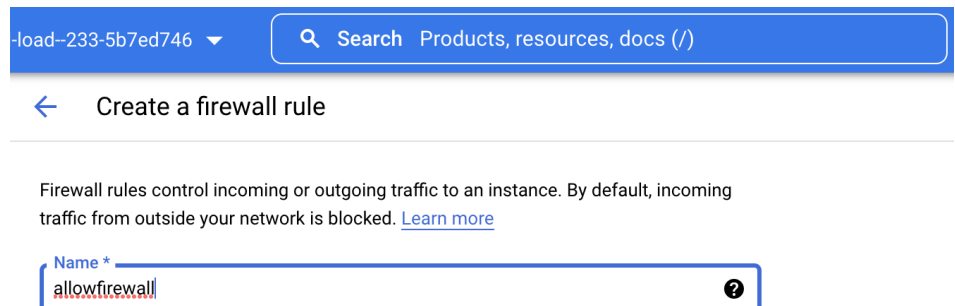 -load--233-5b7ed746
Search Products, resources, docs (/)
Create a firewall rule
Firewall rules control incoming or outgoing traffic to an instance. By default, incoming
traffic from outside your network is blocked. Learn more
Name *
allowfirewall